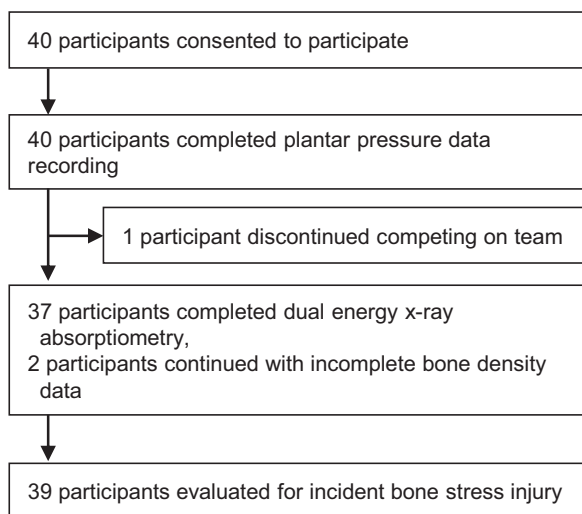 40 participants consented to participate
40 participants completed plantar pressure data
recording
1 participant discontinued competing on team
37 participants completed dual energy x-ray
absorptiometry,
2 participants continued with incomplete bone density
data
39 participants evaluated for incident bone stress injury